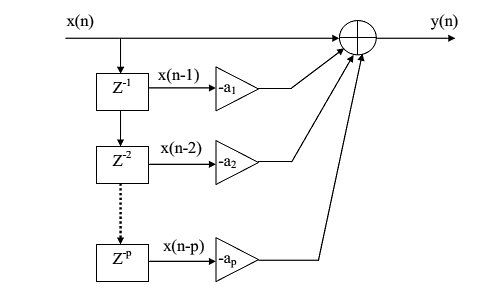 x(n) y(n)
Z⁻¹ x(n-1) -a₁
Z⁻² x(n-2) -a₂
Z⁻ᵖ x(n-p) -aₚ